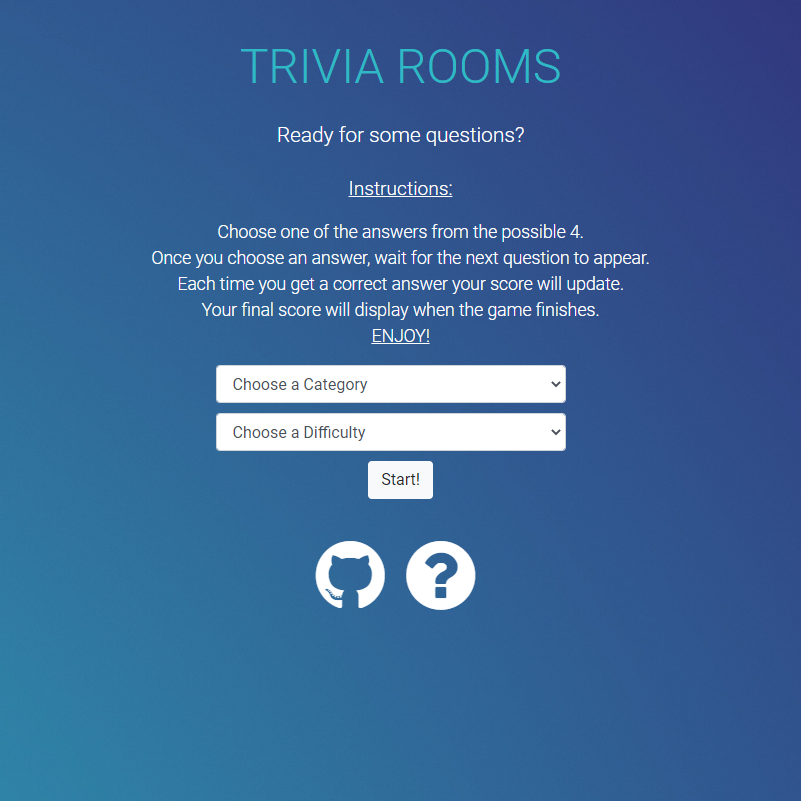 TRIVIA ROOMS
Ready for some questions?
Instructions:
Choose one of the answers from the possible 4.
Once you choose an answer, wait for the next question to appear.
Each time you get a correct answer your score will update.
Your final score will display when the game finishes.
ENJOY!
Choose a Category
Choose a Difficulty
Start!
?